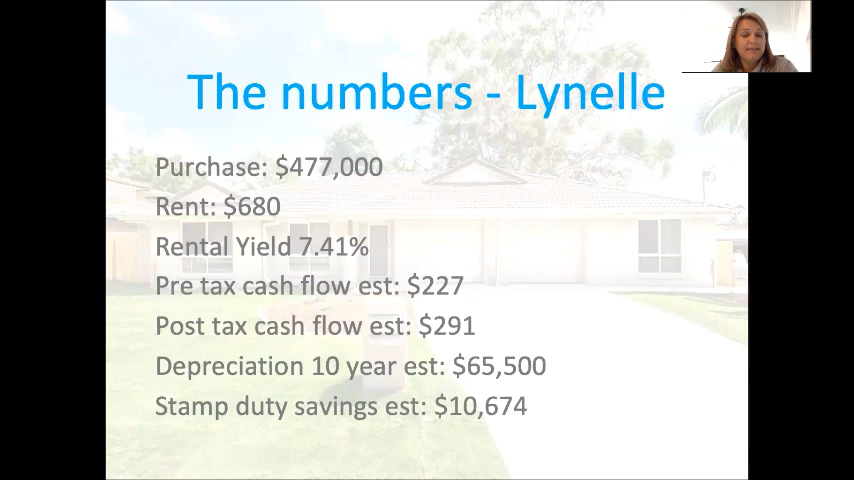 The numbers - Lynelle
Purchase: $477,000
Rent: $680
Rental Yield 7.41%
Pre tax cash flow est: $227
Post tax cash flow est: $291
Depreciation 10 year est: $65,500
Stamp duty savings est: $10,674